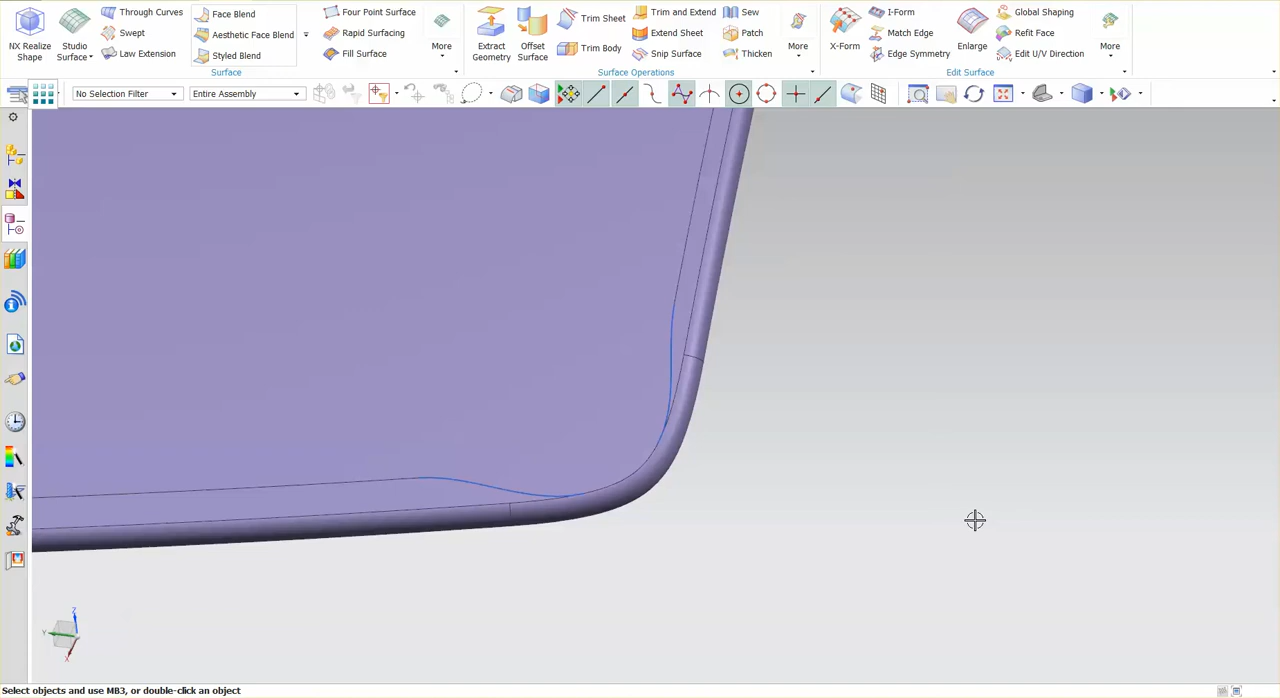 NX Realize Shape
Studio Surface
Through Curves
Swept
Law Extension
Face Blend
Aesthetic Face Blend
Styled Blend
Four Point Surface
Rapid Surfacing
Fill Surface
More
Surface
Extract Geometry
Offset Surface
Trim Sheet
Trim Body
Trim and Extend
Extend Sheet
Snip Surface
Sew
Patch
Thicken
More
Surface Operations
X-Form
I-Form
Match Edge
Edge Symmetry
Enlarge
Global Shaping
Refit Face
Edit U/V Direction
More
Edit Surface
No Selection Filter
Entire Assembly
Z
Y
X
Select objects and use MB3, or double-click an object